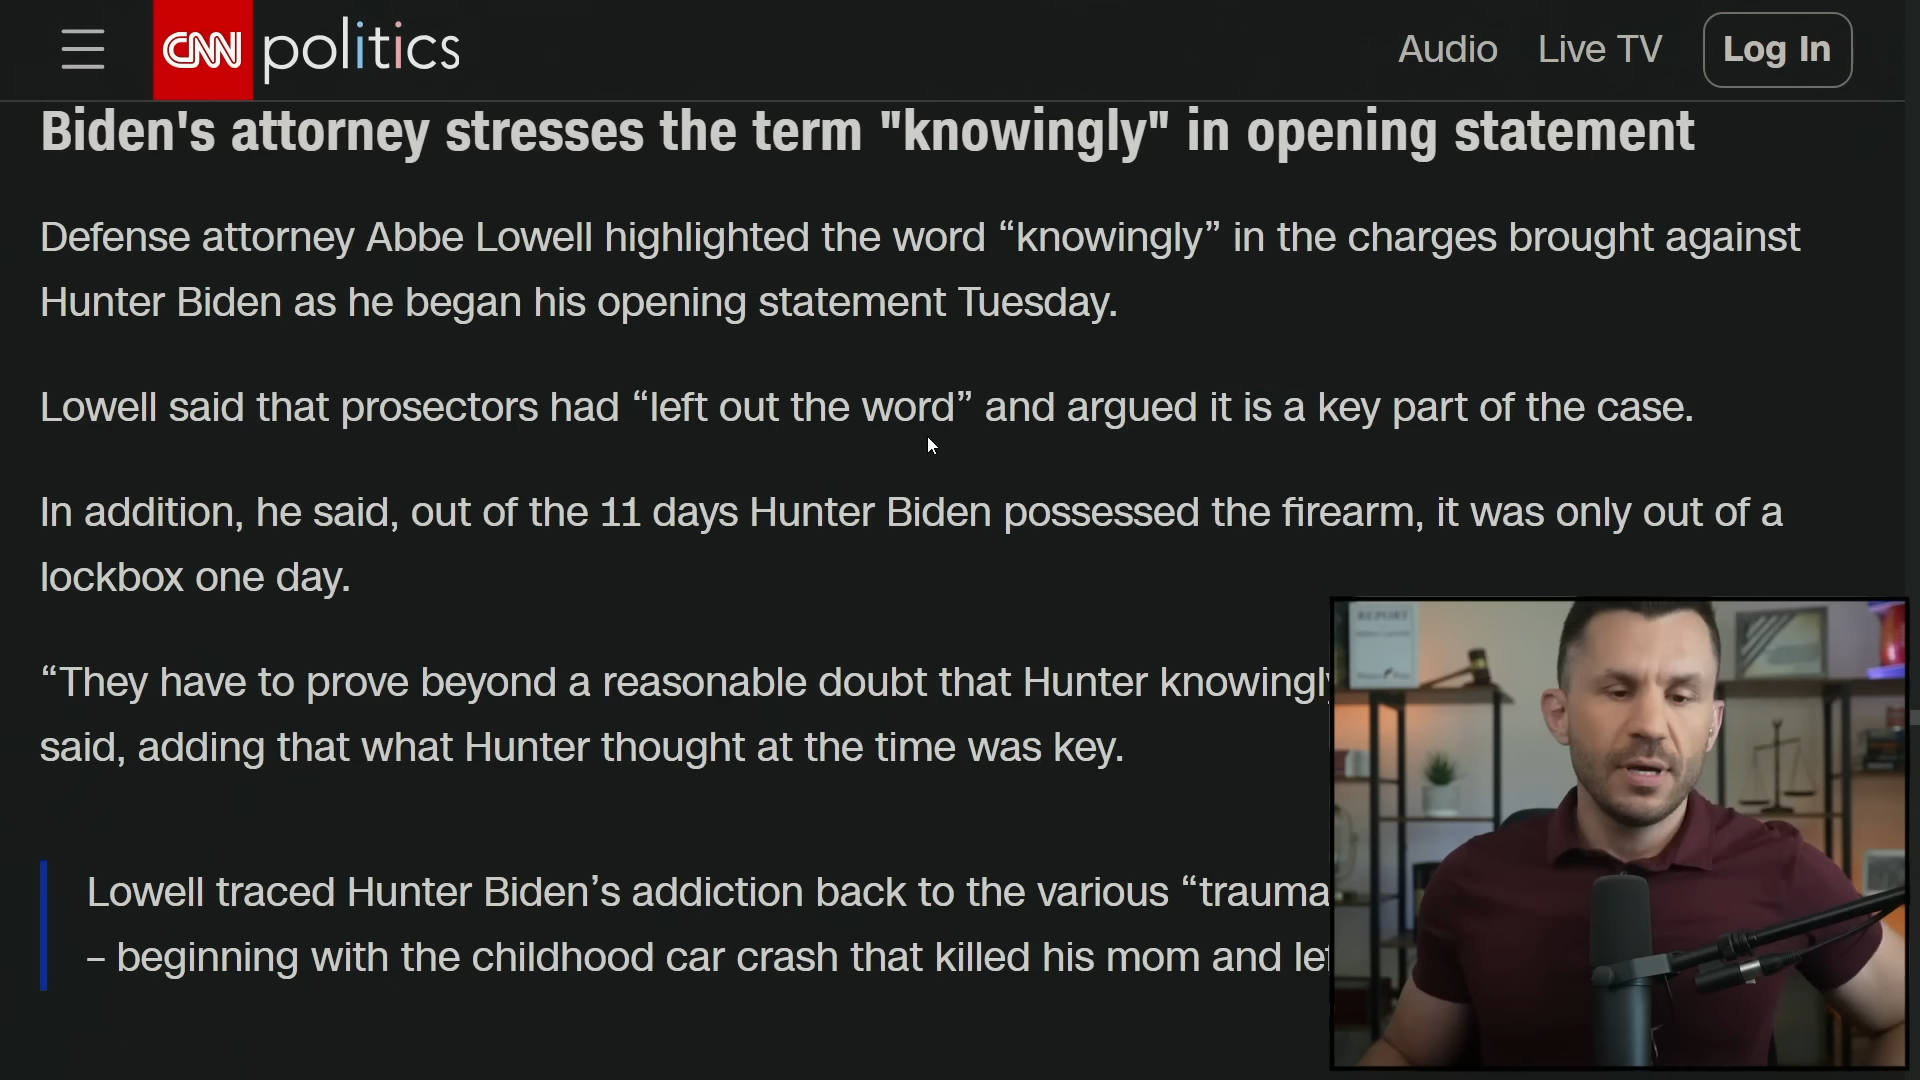 CNN politics
Audio
Live TV
Log In
Biden's attorney stresses the term "knowingly" in opening statement
Defense attorney Abbe Lowell highlighted the word “knowingly” in the charges brought against
Hunter Biden as he began his opening statement Tuesday.
Lowell said that prosectors had “left out the word” and argued it is a key part of the case.
In addition, he said, out of the 11 days Hunter Biden possessed the firearm, it was only out of a
lockbox one day.
“They have to prove beyond a reasonable doubt that Hunter knowingly
said, adding that what Hunter thought at the time was key.
Lowell traced Hunter Biden’s addiction back to the various “trauma
– beginning with the childhood car crash that killed his mom and
REPORT